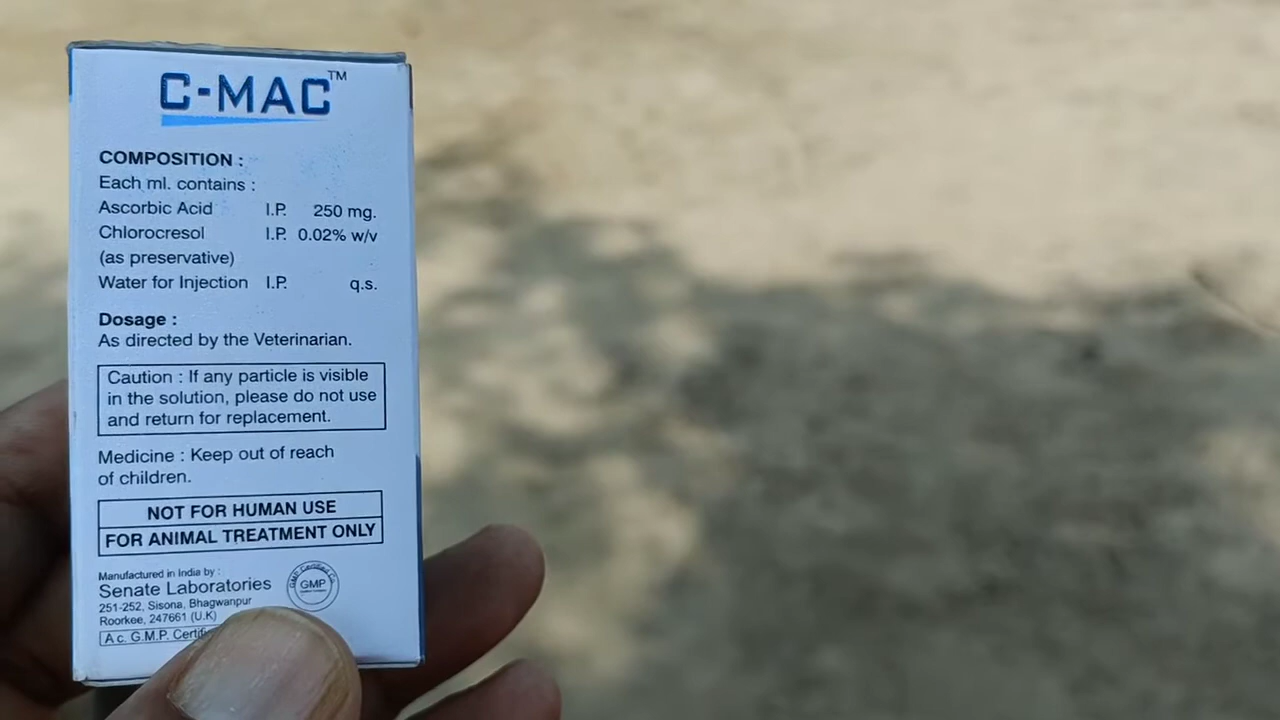 C-MAC™
COMPOSITION :
Each ml. contains :
Ascorbic Acid I.P. 250 mg.
Chlorocresol I.P. 0.02% w/v
(as preservative)
Water for Injection I.P. q.s.
Dosage :
As directed by the Veterinarian.
Caution : If any particle is visible
in the solution, please do not use
and return for replacement.
Medicine : Keep out of reach
of children.
NOT FOR HUMAN USE
FOR ANIMAL TREATMENT ONLY
Manufactured in India by :
Senate Laboratories
251-252, Sisona, Bhagwanpur
Roorkee, 247661 (U.K)
A c. G.M.P.
GMP